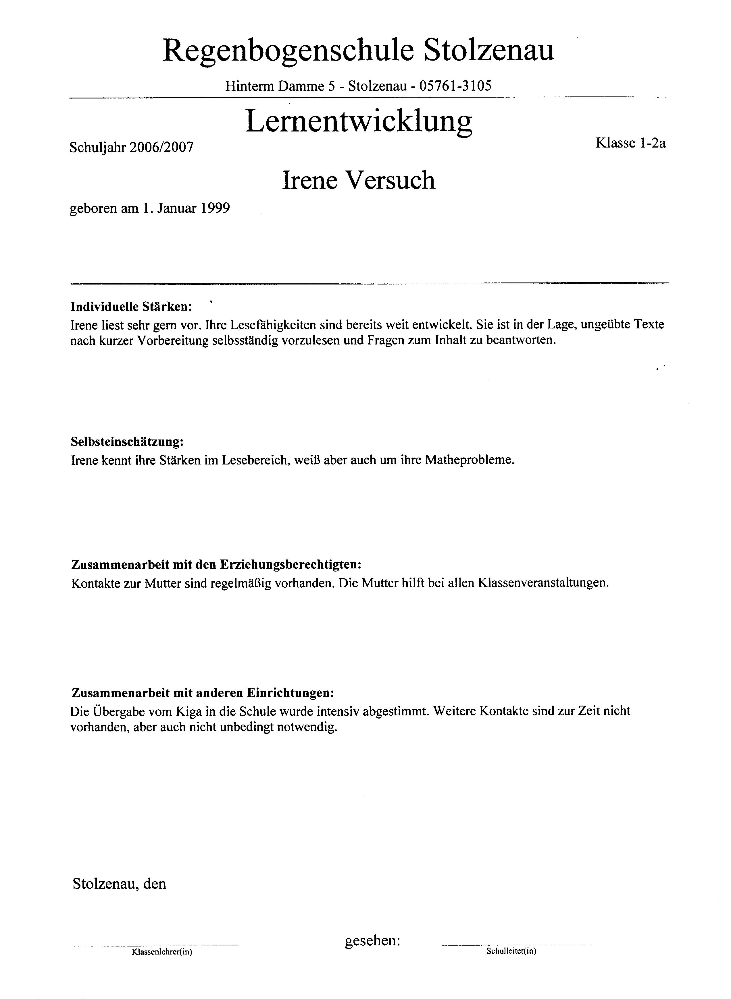 Regenbogenschule Stolzenau
Hinterm Damme 5 - Stolzenau - 05761-3105
Lernentwicklung
Schuljahr 2006/2007
Klasse 1-2a
Irene Versuch
geboren am 1. Januar 1999
Individuelle Stärken:
Irene liest sehr gern vor. Ihre Lesefähigkeiten sind bereits weit entwickelt. Sie ist in der Lage, ungeübte Texte
nach kurzer Vorbereitung selbsständig vorzulesen und Fragen zum Inhalt zu beantworten.
Selbsteinschätzung:
Irene kennt ihre Stärken im Lesebereich, weiß aber auch um ihre Matheprobleme.
Zusammenarbeit mit den Erziehungsberechtigten:
Kontakte zur Mutter sind regelmäßig vorhanden. Die Mutter hilft bei allen Klassenveranstaltungen.
Zusammenarbeit mit anderen Einrichtungen:
Die Übergabe vom Kiga in die Schule wurde intensiv abgestimmt. Weitere Kontakte sind zur Zeit nicht
vorhanden, aber auch nicht unbedingt notwendig.
Stolzenau, den
gesehen:
Klassenlehrer(in)
Schulleiter(in)